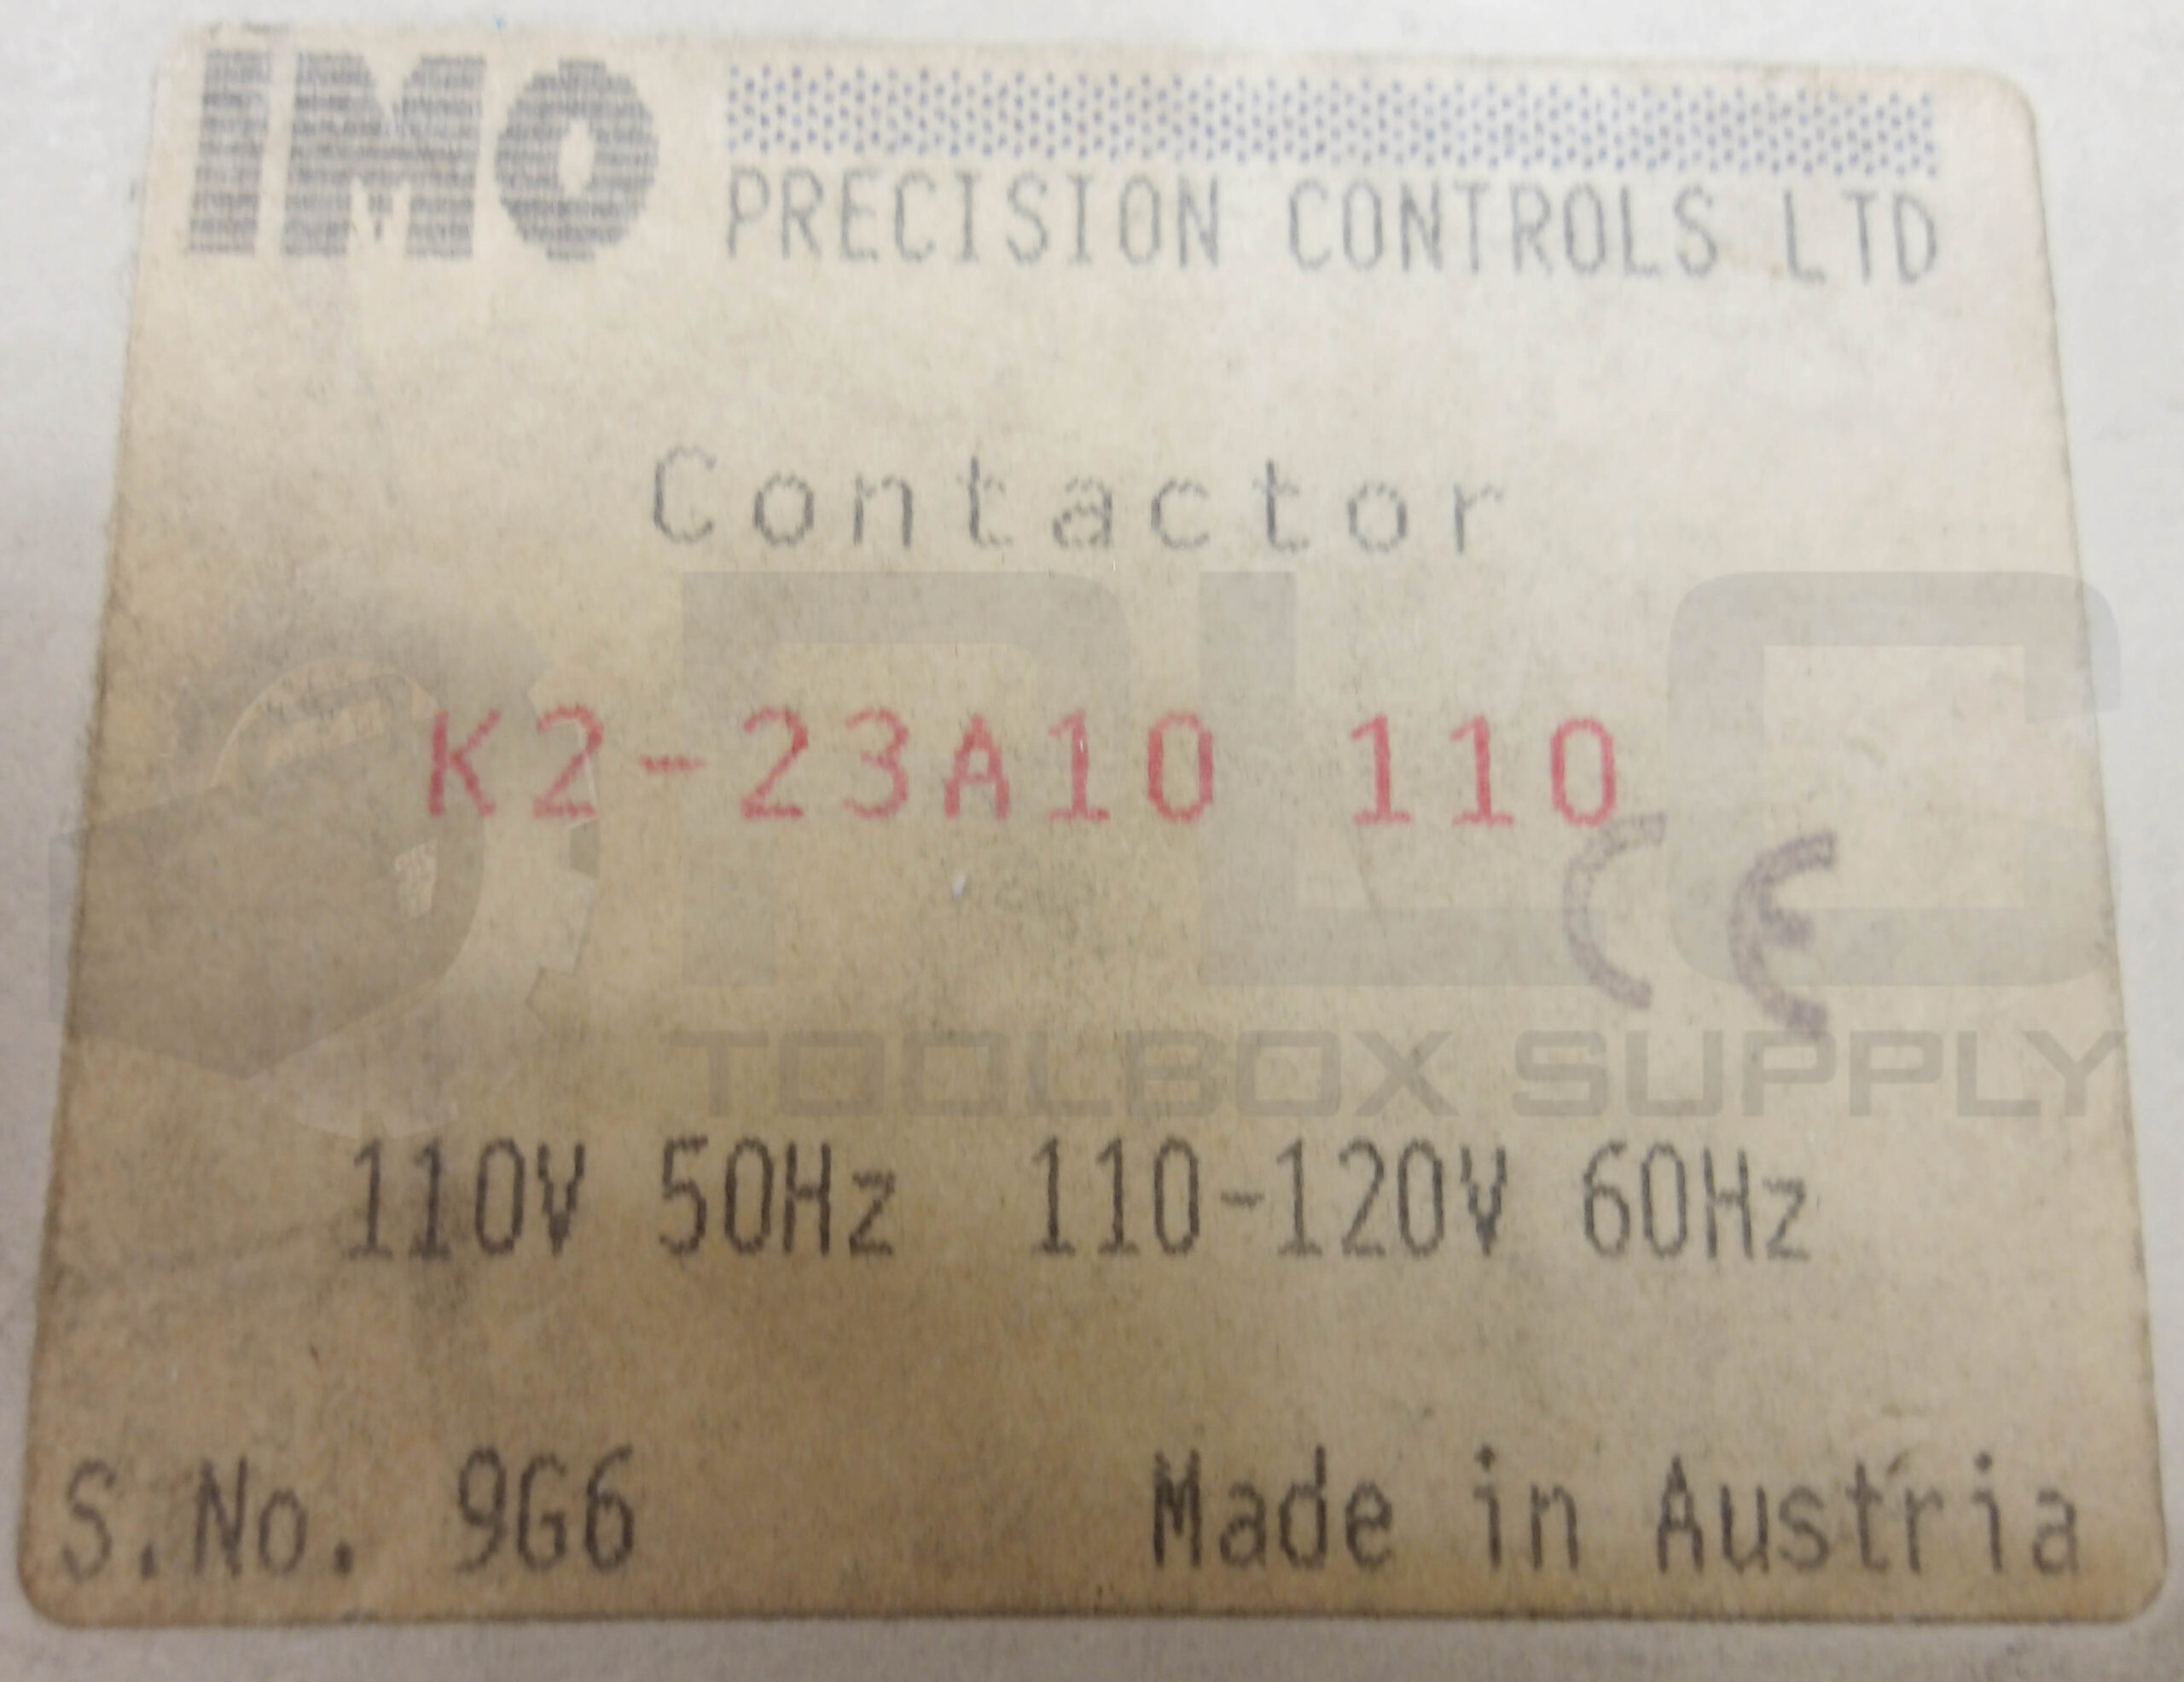 IMO
PRECISION CONTROLS LTD
Contactor
K2-23A10 110
CE
PLC
TOOLBOX SUPPLY
110V 50Hz 110-120V 60Hz
S.No. 9G6 Made in Austria